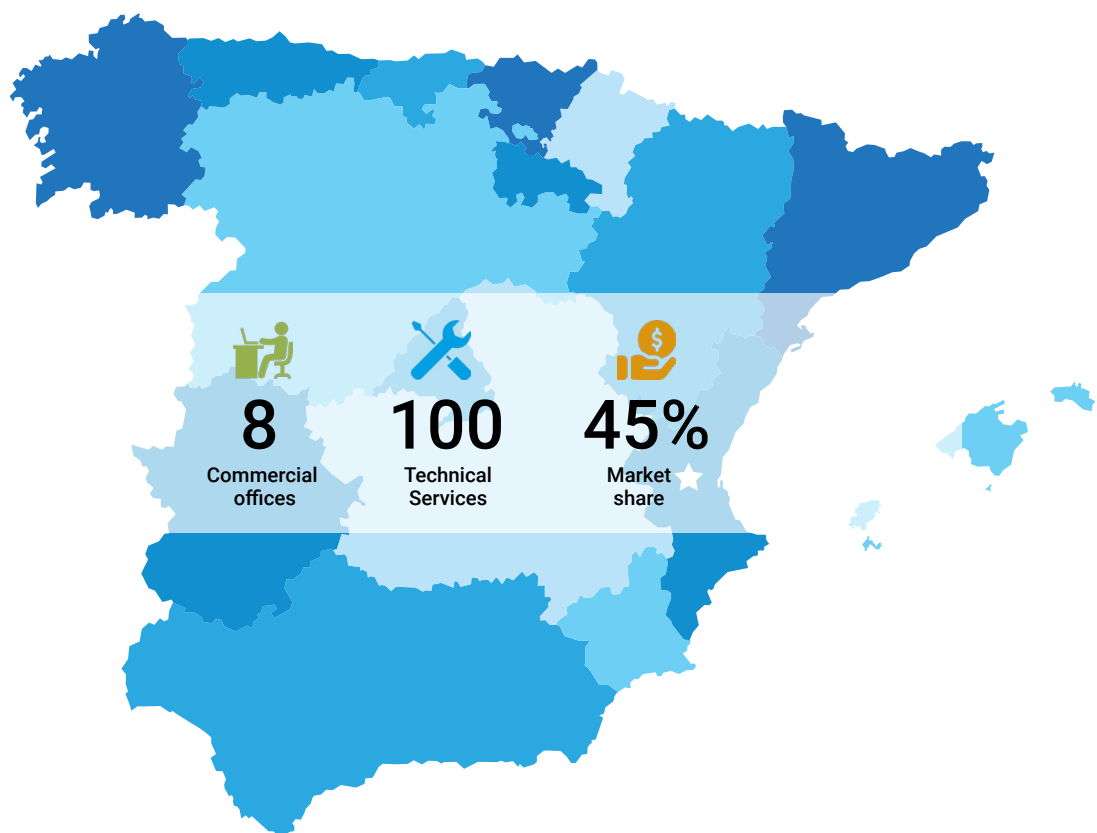 8
Commercial
offices
100
Technical
Services
$
45%
Market
share